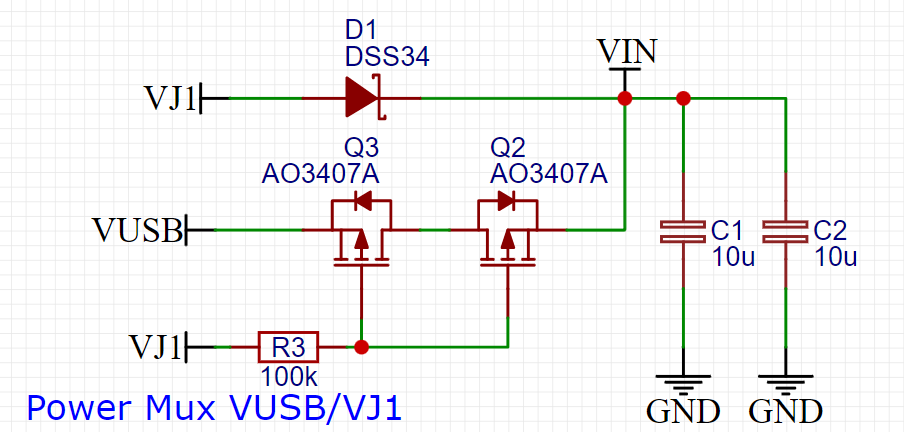 D1
DSS34
VIN
VJ1
Q3
AO3407A
Q2
AO3407A
VUSB
C1
10u
C2
10u
VJ1
R3
100k
GND
GND
Power Mux VUSB/VJ1